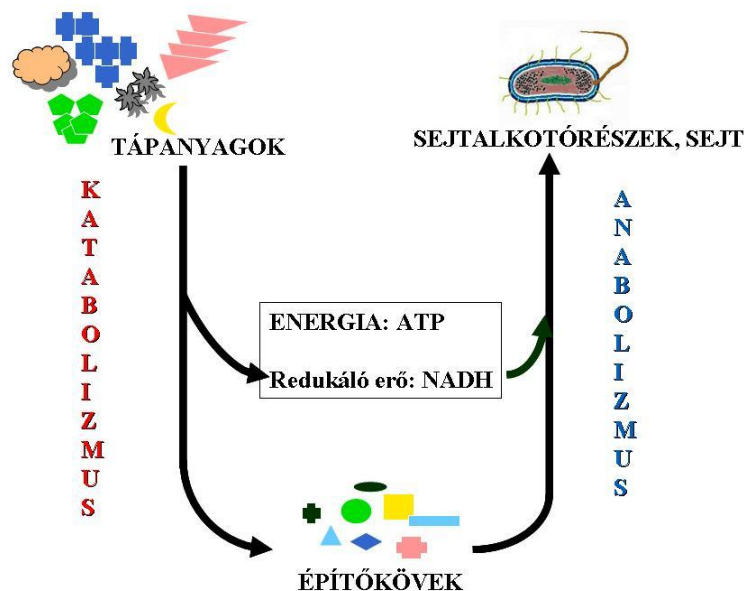 TÁPANYAGOK
SEJTALKOTÓRÉSZEK, SEJT
KATABOLIZMUS
ANABOLIZMUS
ENERGIA: ATP
Redukáló erő: NADH
ÉPÍTŐKÖVEK